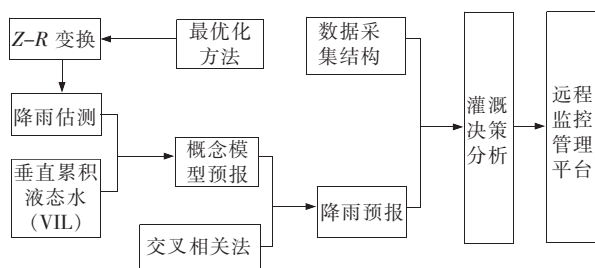 Z-R 变换
最优化
方法
数据采
集结构
降雨估测
垂直累积
液态水
（VIL）
概念模
型预报
交叉相关法
降雨预报
灌溉
决策
分析
远程
监控
管理
平台